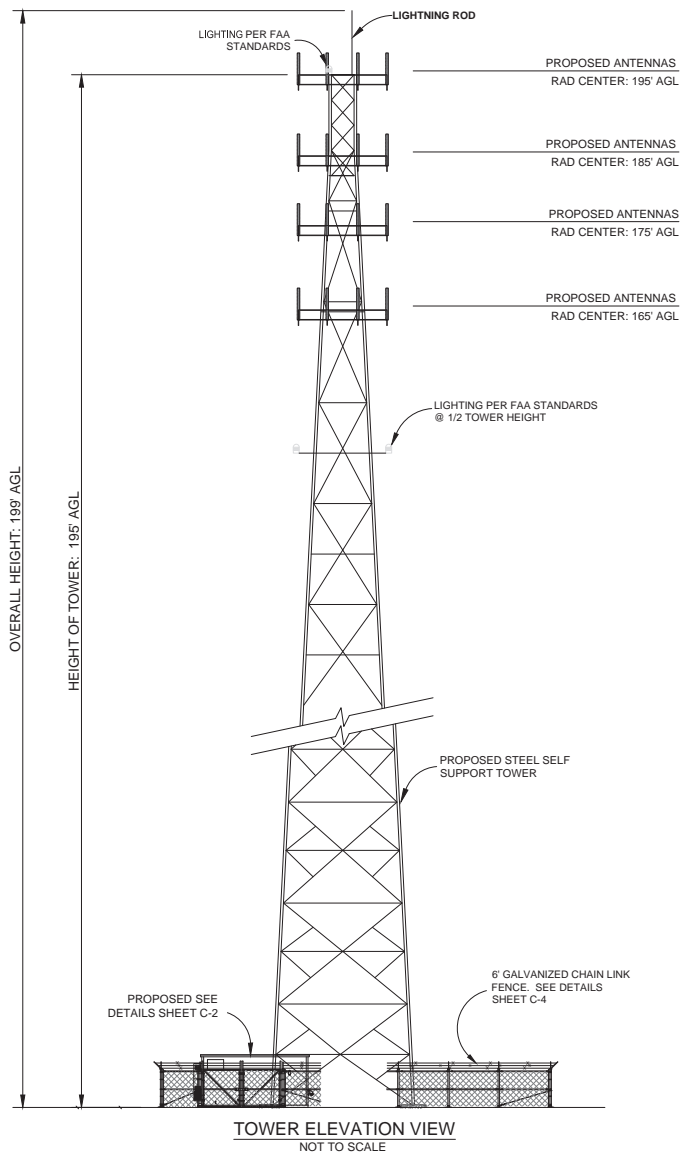 LIGHTNING ROD
LIGHTING PER FAA
STANDARDS
PROPOSED ANTENNAS
RAD CENTER: 195' AGL
PROPOSED ANTENNAS
RAD CENTER: 185' AGL
PROPOSED ANTENNAS
RAD CENTER: 175' AGL
PROPOSED ANTENNAS
RAD CENTER: 165' AGL
LIGHTING PER FAA STANDARDS
@ 1/2 TOWER HEIGHT
OVERALL HEIGHT: 199' AGL
HEIGHT OF TOWER: 195' AGL
PROPOSED STEEL SELF
SUPPORT TOWER
6' GALVANIZED CHAIN LINK
FENCE. SEE DETAILS
SHEET C-4
PROPOSED SEE
DETAILS SHEET C-2
TOWER ELEVATION VIEW
NOT TO SCALE